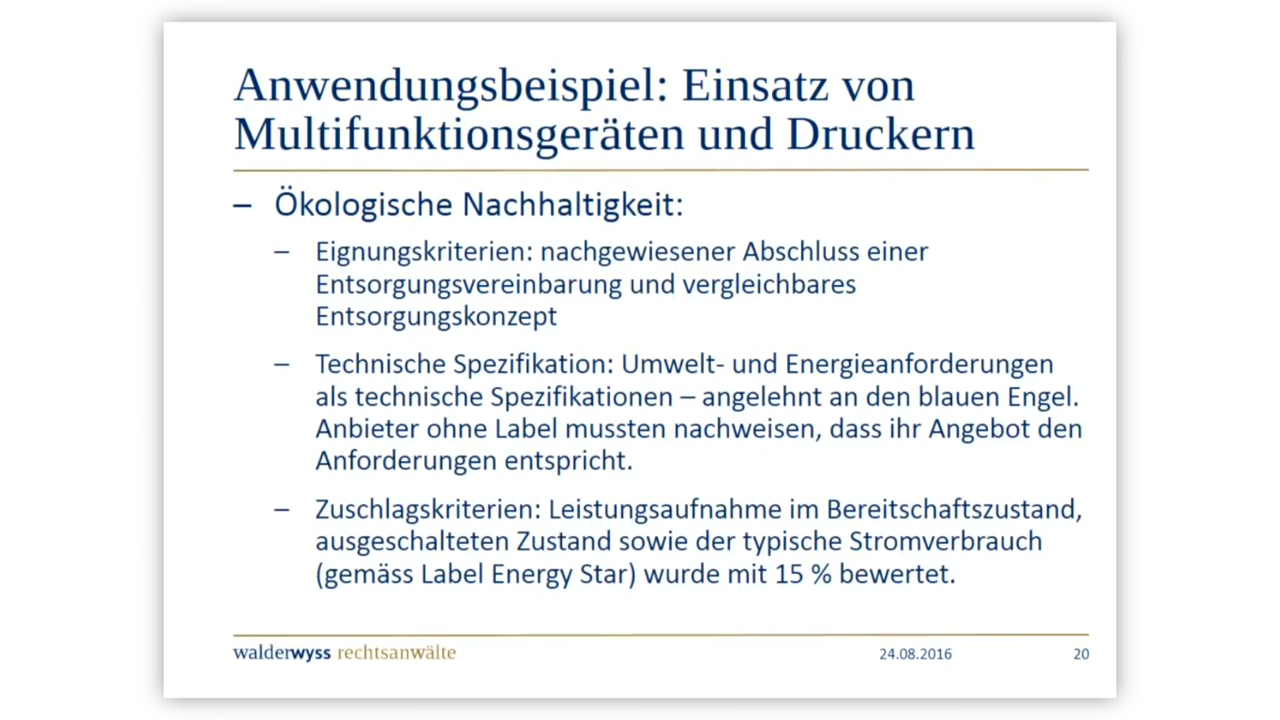 Anwendungsbeispiel: Einsatz von
Multifunktionsgeräten und Druckern
– Ökologische Nachhaltigkeit:
– Eignungskriterien: nachgewiesener Abschluss einer
Entsorgungsvereinbarung und vergleichbares
Entsorgungskonzept
– Technische Spezifikation: Umwelt- und Energieanforderungen
als technische Spezifikationen – angelehnt an den blauen Engel.
Anbieter ohne Label mussten nachweisen, dass ihr Angebot den
Anforderungen entspricht.
– Zuschlagskriterien: Leistungsaufnahme im Bereitschaftszustand,
ausgeschalteten Zustand sowie der typische Stromverbrauch
(gemäss Label Energy Star) wurde mit 15 % bewertet.
walderwyss rechtsanwälte 24.08.2016 20